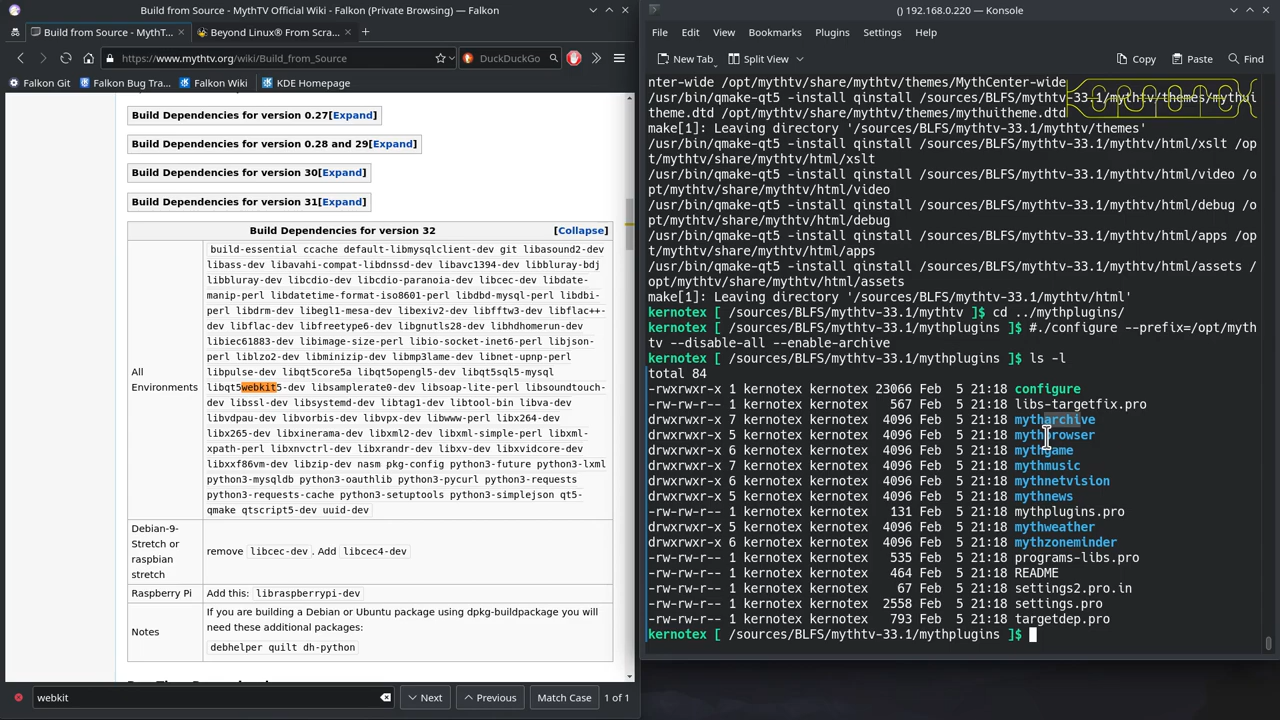 Build from Source - MythTV Official Wiki - Falkon (Private Browsing) — Falkon
Build from Source - MythT...
Beyond Linux® From Scra...
https://www.mythtv.org/wiki/Build_from_Source
DuckDuckGo
Falkon Git
Falkon Bug Tra...
Falkon Wiki
KDE Homepage
Build Dependencies for version 0.27[Expand]
Build Dependencies for version 0.28 and 29[Expand]
Build Dependencies for version 30[Expand]
Build Dependencies for version 31[Expand]
Build Dependencies for version 32 [Collapse]
All
Environments
build-essential ccache default-libmysqlclient-dev git libasound2-dev
libass-dev libavahi-compat-libdnssd-dev libavc1394-dev libbluray-bdj
libbluray-dev libcdio-dev libcdio-paranoia-dev libcec-dev libdate-
manip-perl libdatetime-format-iso8601-perl libdbd-mysql-perl libdbi-
perl libdrm-dev libegl1-mesa-dev libexiv2-dev libfftw3-dev libflac++-
dev libflac-dev libfreetype6-dev libgnutls28-dev libhdhomerun-dev
libiec61883-dev libimage-size-perl libio-socket-inet6-perl libjson-
perl liblzo2-dev libminizip-dev libmp3lame-dev libnet-upnp-perl
libpulse-dev libqt5core5a libqt5opengl5-dev libqt5sql5-mysql
libqt5webkit5-dev libsamplerate0-dev libsoap-lite-perl libsoundtouch-
dev libssl-dev libsystemd-dev libtag1-dev libtool-bin libva-dev
libvdpau-dev libvorbis-dev libvpx-dev libwww-perl libx264-dev
libx265-dev libxinerama-dev libxml2-dev libxml-simple-perl libxml-
xpath-perl libxnvctrl-dev libxrandr-dev libxv-dev libxvidcore-dev
libxxf86vm-dev libzip-dev nasm pkg-config python3-future python3-lxml
python3-mysqldb python3-oauthlib python3-pycurl python3-requests
python3-requests-cache python3-setuptools python3-simplejson qt5-
qmake qtscript5-dev uuid-dev
Debian-9-
Stretch or
raspbian
stretch
remove libcec-dev. Add libcec4-dev
Raspberry Pi
Add this: libraspberrypi-dev
Notes
If you are building a Debian or Ubuntu package using dpkg-buildpackage you will
need these additional packages:
debhelper quilt dh-python
webkit
Next
Previous
Match Case
1 of 1
() 192.168.0.220 — Konsole
File Edit View Bookmarks Plugins Settings Help
New Tab
Split View
Copy
Paste
Find
nter-wide /opt/mythtv/share/mythtv/themes/MythCenter-wide
/usr/bin/qmake-qt5 -install qinstall /sources/BLFS/mythtv-33.1/mythtv/themes/mythui
theme.dtd /opt/mythtv/share/mythtv/themes/mythuitheme.dtd
make[1]: Leaving directory '/sources/BLFS/mythtv-33.1/mythtv/themes'
/usr/bin/qmake-qt5 -install qinstall /sources/BLFS/mythtv-33.1/mythtv/html/xslt /op
t/mythtv/share/mythtv/html/xslt
/usr/bin/qmake-qt5 -install qinstall /sources/BLFS/mythtv-33.1/mythtv/html/video /o
pt/mythtv/share/mythtv/html/video
/usr/bin/qmake-qt5 -install qinstall /sources/BLFS/mythtv-33.1/mythtv/html/debug /o
pt/mythtv/share/mythtv/html/debug
/usr/bin/qmake-qt5 -install qinstall /sources/BLFS/mythtv-33.1/mythtv/html/apps /op
t/mythtv/share/mythtv/html/apps
/usr/bin/qmake-qt5 -install qinstall /sources/BLFS/mythtv-33.1/mythtv/html/assets /
opt/mythtv/share/mythtv/html/assets
make[1]: Leaving directory '/sources/BLFS/mythtv-33.1/mythtv/html'
kernotex [ /sources/BLFS/mythtv-33.1/mythtv ]$ cd ../mythplugins/
kernotex [ /sources/BLFS/mythtv-33.1/mythplugins ]$ #./configure --prefix=/opt/myth
tv --disable-all --enable-archive
kernotex [ /sources/BLFS/mythtv-33.1/mythplugins ]$ ls -l
total 84
-rwxrwxr-x 1 kernotex kernotex 23066 Feb 5 21:18 configure
-rw-rw-r-- 1 kernotex kernotex 567 Feb 5 21:18 libs-targetfix.pro
drwxrwxr-x 7 kernotex kernotex 4096 Feb 5 21:18 mytharchive
drwxrwxr-x 5 kernotex kernotex 4096 Feb 5 21:18 mythbrowser
drwxrwxr-x 6 kernotex kernotex 4096 Feb 5 21:18 mythgame
drwxrwxr-x 7 kernotex kernotex 4096 Feb 5 21:18 mythmusic
drwxrwxr-x 6 kernotex kernotex 4096 Feb 5 21:18 mythnetvision
drwxrwxr-x 5 kernotex kernotex 4096 Feb 5 21:18 mythnews
-rw-rw-r-- 1 kernotex kernotex 131 Feb 5 21:18 mythplugins.pro
drwxrwxr-x 5 kernotex kernotex 4096 Feb 5 21:18 mythweather
drwxrwxr-x 6 kernotex kernotex 4096 Feb 5 21:18 mythzoneminder
-rw-rw-r-- 1 kernotex kernotex 535 Feb 5 21:18 programs-libs.pro
-rw-rw-r-- 1 kernotex kernotex 464 Feb 5 21:18 README
-rw-rw-r-- 1 kernotex kernotex 67 Feb 5 21:18 settings2.pro.in
-rw-rw-r-- 1 kernotex kernotex 2558 Feb 5 21:18 settings.pro
-rw-rw-r-- 1 kernotex kernotex 793 Feb 5 21:18 targetdep.pro
kernotex [ /sources/BLFS/mythtv-33.1/mythplugins ]$